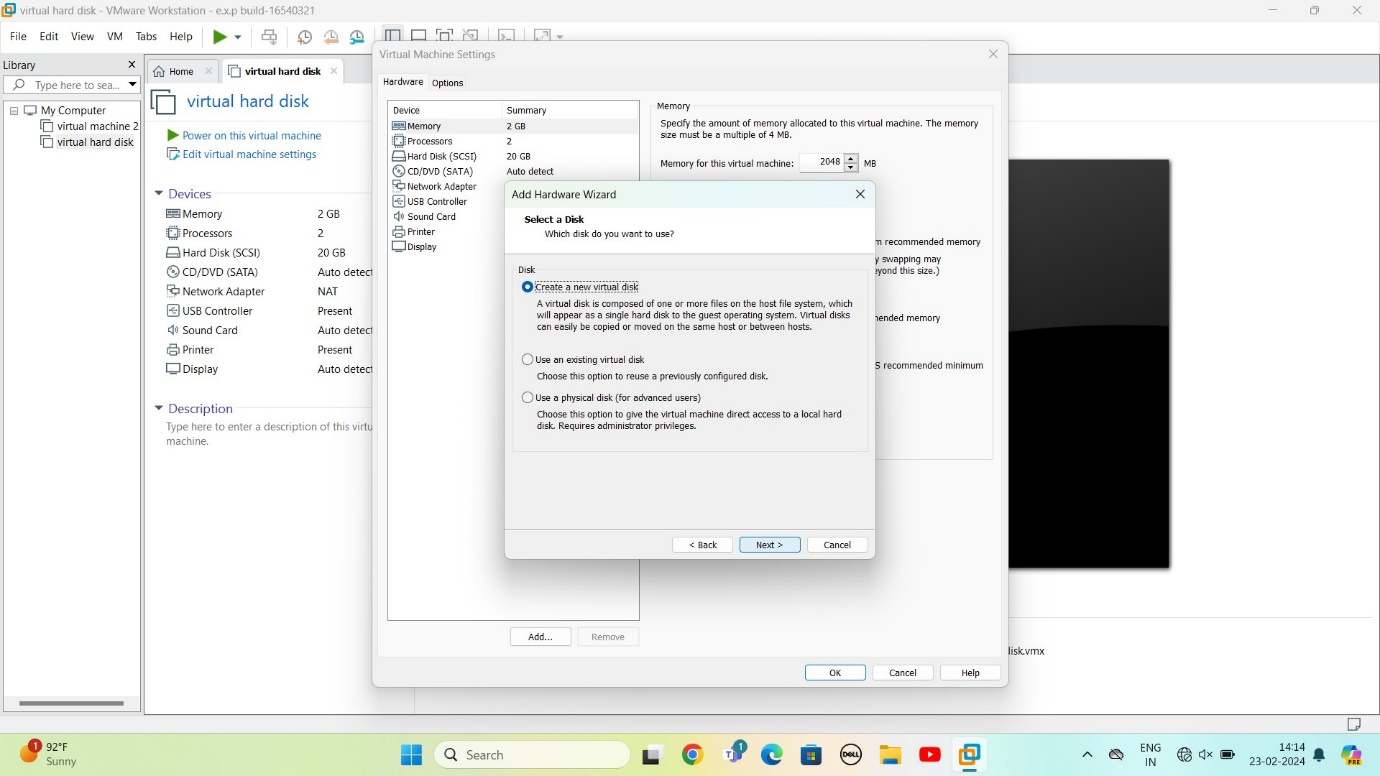 virtual hard disk - VMware Workstation - e.x.p build-16540321
File Edit View VM Tabs Help
Library
Type here to sea...
My Computer
virtual machine 2
virtual hard disk
Home
virtual hard disk
virtual hard disk
Power on this virtual machine
Edit virtual machine settings
Devices
Memory 2 GB
Processors 2
Hard Disk (SCSI) 20 GB
CD/DVD (SATA) Auto detect
Network Adapter NAT
USB Controller Present
Sound Card Auto detect
Printer Present
Display Auto detect
Description
Type here to enter a description of this virtu
machine.
Virtual Machine Settings
Hardware Options
Device Summary
Memory 2 GB
Processors 2
Hard Disk (SCSI) 20 GB
CD/DVD (SATA) Auto detect
Network Adapter
USB Controller
Sound Card
Printer
Display
Memory
Specify the amount of memory allocated to this virtual machine. The memory
size must be a multiple of 4 MB.
Memory for this virtual machine: 2048 MB
m recommended memory
y swapping may
eyond this size.)
ended memory
S recommended minimum
Add Hardware Wizard
Select a Disk
Which disk do you want to use?
Disk
Create a new virtual disk
A virtual disk is composed of one or more files on the host file system, which
will appear as a single hard disk to the guest operating system. Virtual disks
can easily be copied or moved on the same host or between hosts.
Use an existing virtual disk
Choose this option to reuse a previously configured disk.
Use a physical disk (for advanced users)
Choose this option to give the virtual machine direct access to a local hard
disk. Requires administrator privileges.
< Back Next > Cancel
Add... Remove
OK Cancel Help
disk.vmx
1
92°F
Sunny
Search
1
DELL
ENG
IN
14:14
23-02-2024
PRE